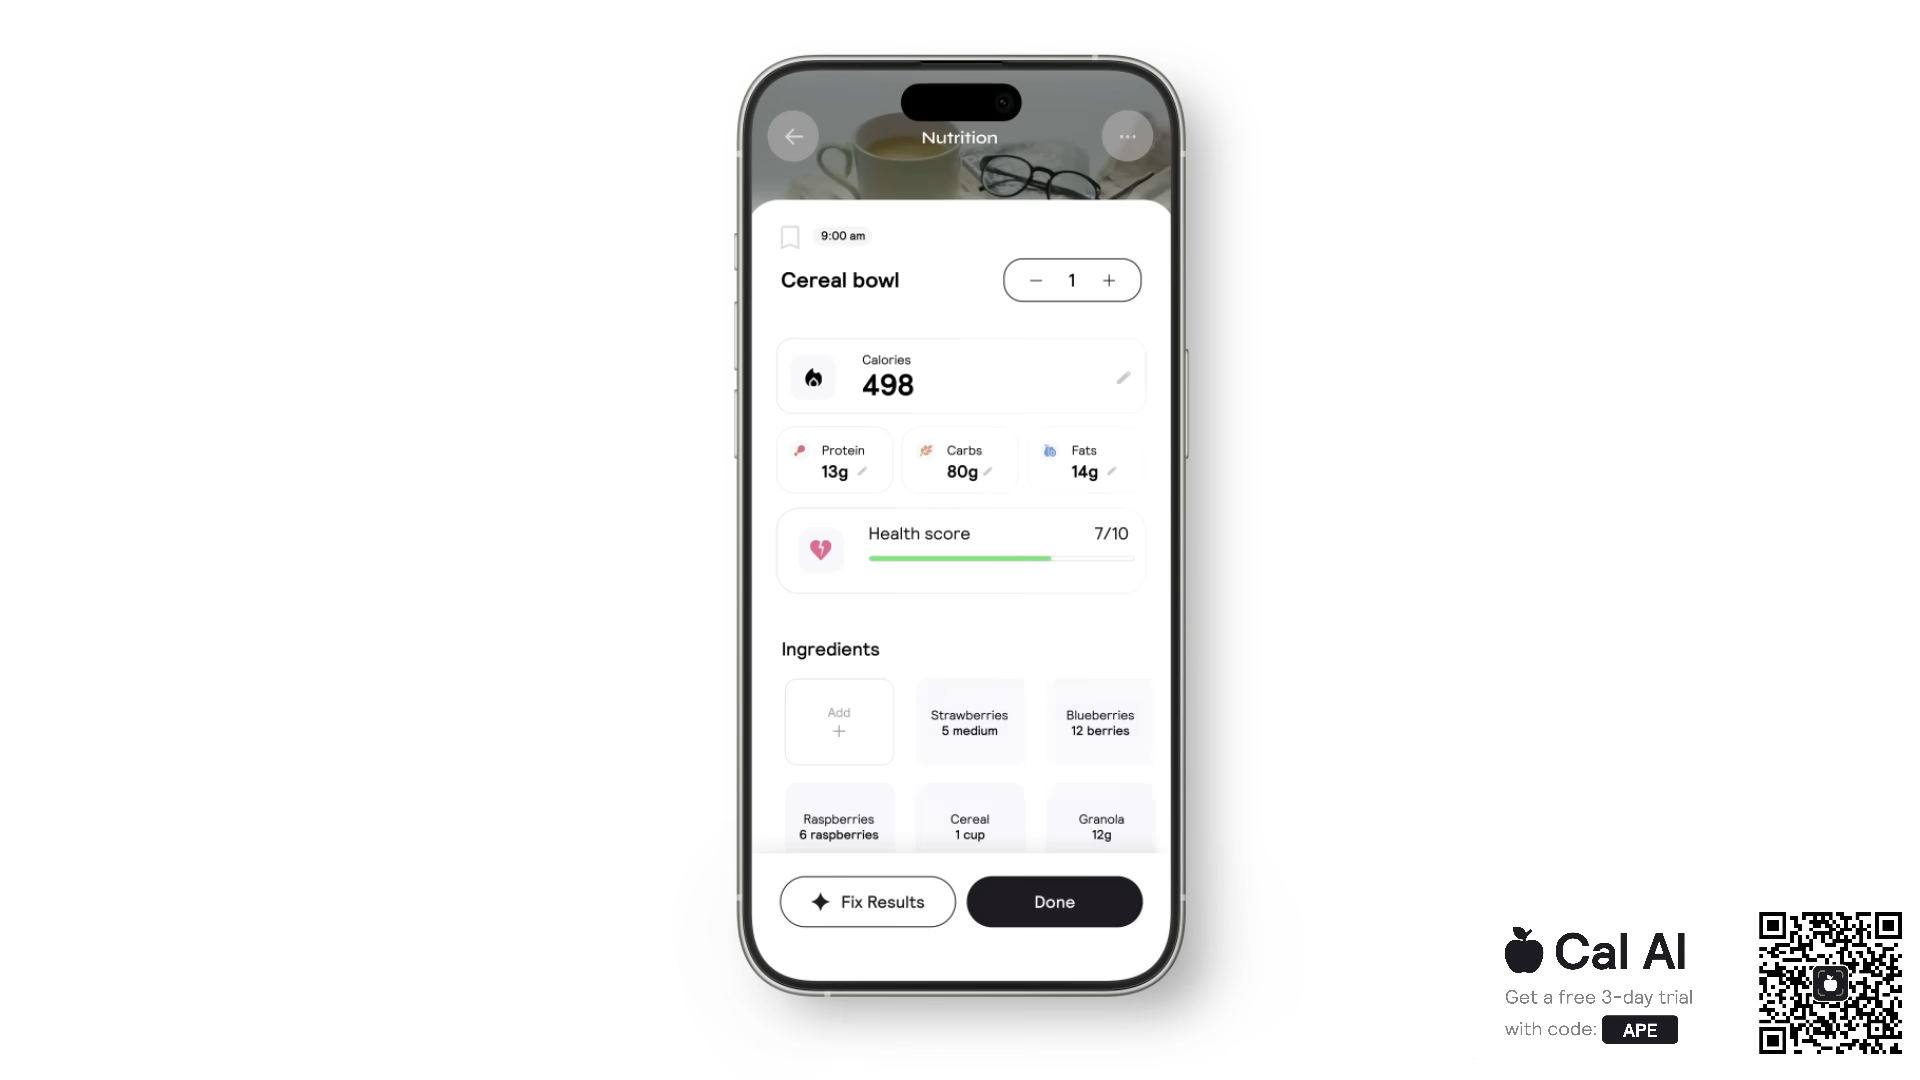 Nutrition
9:00 am
Cereal bowl
1
Calories
498
Protein
13g
Carbs
80g
Fats
14g
Health score
7/10
Ingredients
Add
Strawberries
5 medium
Blueberries
12 berries
Raspberries
6 raspberries
Cereal
1 cup
Granola
12g
Fix Results
Done
Cal AI
Get a free 3-day trial
with code: APE